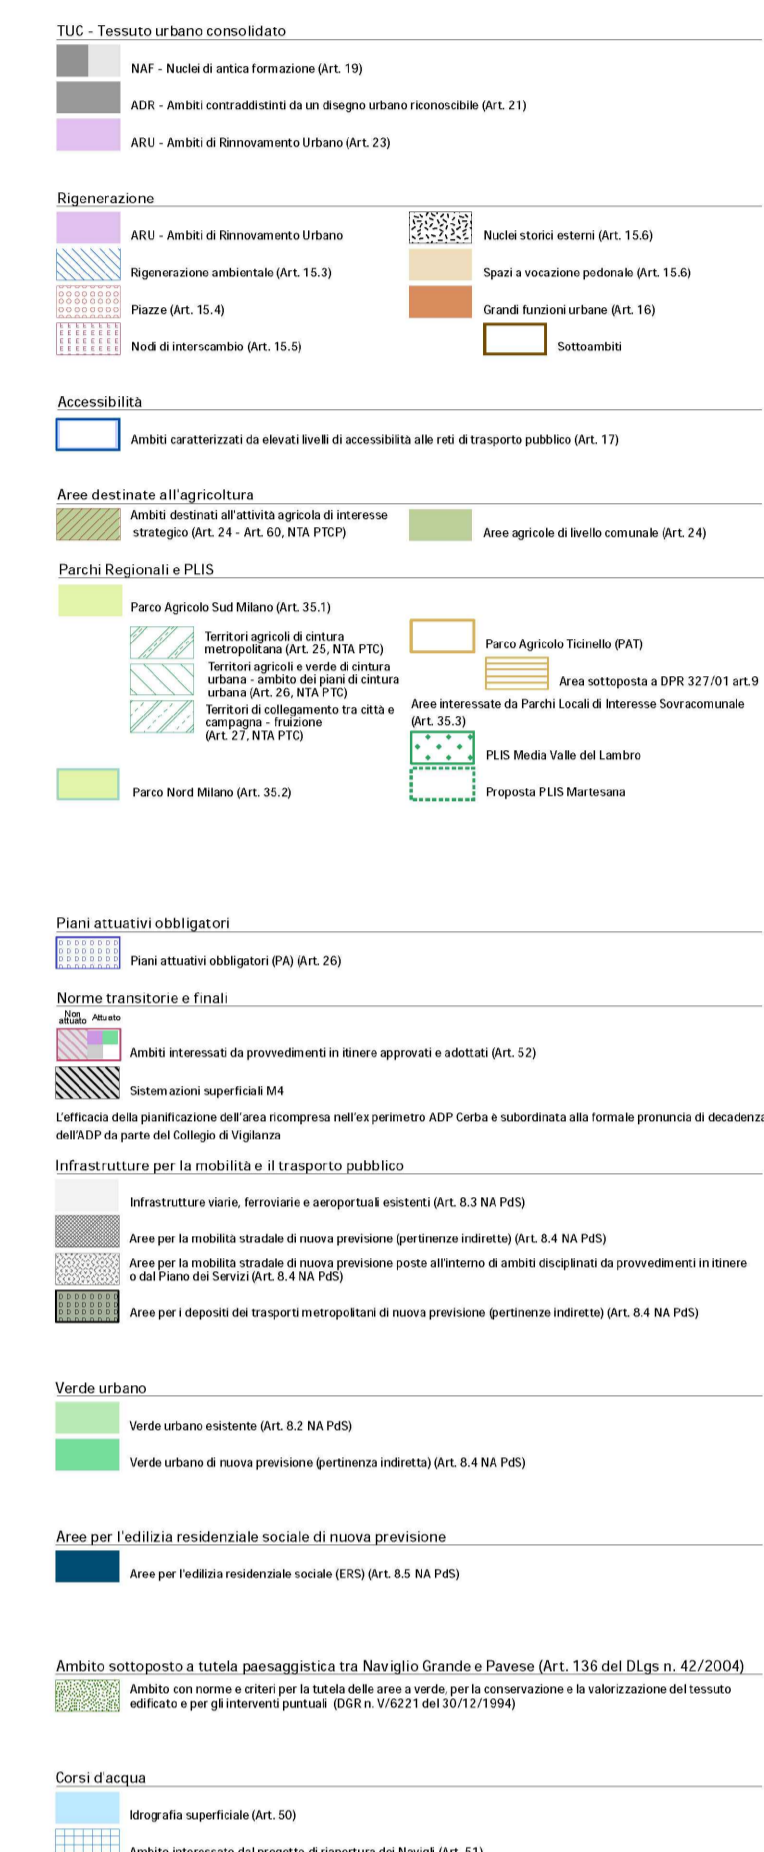 TUC - Tessuto urbano consolidato
NAF - Nuclei di antica formazione (Art. 19)
ADR - Ambiti contraddistinti da un disegno urbano riconoscibile (Art. 21)
ARU - Ambiti di Rinnovamento Urbano (Art. 23)
Rigenerazione
ARU - Ambiti di Rinnovamento Urbano
Rigenerazione ambientale (Art. 15.3)
Piazze (Art. 15.4)
Nodi di interscambio (Art. 15.5)
Nuclei storici esterni (Art. 15.6)
Spazi a vocazione pedonale (Art. 15.6)
Grandi funzioni urbane (Art. 16)
Sottoambiti
Accessibilità
Ambiti caratterizzati da elevati livelli di accessibilità alle reti di trasporto pubblico (Art. 17)
Aree destinate all'agricoltura
Ambiti destinati all'attività agricola di interesse
strategico (Art. 24 - Art. 60, NTA PTCP)
Aree agricole di livello comunale (Art. 24)
Parchi Regionali e PLIS
Parco Agricolo Sud Milano (Art. 35.1)
Territori agricoli di cintura
metropolitana (Art. 25, NTA PTC)
Territori agricoli e verde di cintura
urbana - ambito dei piani di cintura
urbana (Art. 26, NTA PTC)
Territori di collegamento tra città e
campagna - fruizione
(Art. 27, NTA PTC)
Parco Nord Milano (Art. 35.2)
Parco Agricolo Ticinello (PAT)
Area sottoposta a DPR 327/01 art.9
Aree interessate da Parchi Locali di Interesse Sovracomunale
(Art. 35.3)
PLIS Media Valle del Lambro
Proposta PLIS Martesana
Piani attuativi obbligatori
Piani attuativi obbligatori (PA) (Art. 26)
Norme transitorie e finali
Non attuato Attuato
Ambiti interessati da provvedimenti in itinere approvati e adottati (Art. 52)
Sistemazioni superficiali M4
L'efficacia della pianificazione dell'area ricompresa nell'ex perimetro ADP Cerba è subordinata alla formale pronuncia di decadenza
dell'ADP da parte del Collegio di Vigilanza
Infrastrutture per la mobilità e il trasporto pubblico
Infrastrutture viarie, ferroviarie e aeroportuali esistenti (Art. 8.3 NA PdS)
Aree per la mobilità stradale di nuova previsione (pertinenze indirette) (Art. 8.4 NA PdS)
Aree per la mobilità stradale di nuova previsione poste all'interno di ambiti disciplinati da provvedimenti in itinere
o dal Piano dei Servizi (Art. 8.4 NA PdS)
Aree per i depositi dei trasporti metropolitani di nuova previsione (pertinenze indirette) (Art. 8.4 NA PdS)
Verde urbano
Verde urbano esistente (Art. 8.2 NA PdS)
Verde urbano di nuova previsione (pertinenza indiretta) (Art. 8.4 NA PdS)
Aree per l'edilizia residenziale sociale di nuova previsione
Aree per l'edilizia residenziale sociale (ERS) (Art. 8.5 NA PdS)
Ambito sottoposto a tutela paesaggistica tra Naviglio Grande e Pavese (Art. 136 del DLgs n. 42/2004)
Ambito con norme e criteri per la tutela delle aree a verde, per la conservazione e la valorizzazione del tessuto
edificato e per gli interventi puntuali (DGR n. V/6221 del 30/12/1994)
Corsi d'acqua
Idrografia superficiale (Art. 50)
Ambito interessato dal progetto di riapertura dei Navigli (Art. 51)